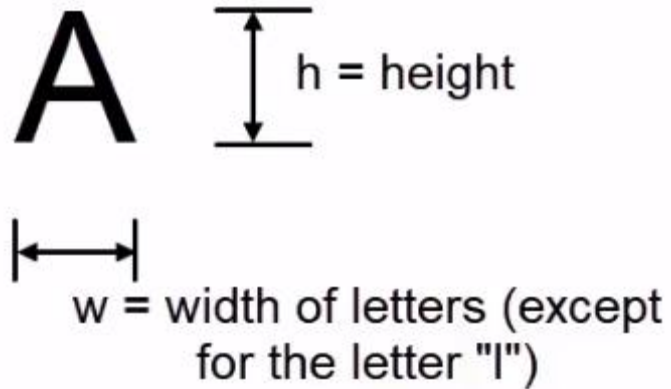 A
h = height
w = width of letters (except
for the letter "l")